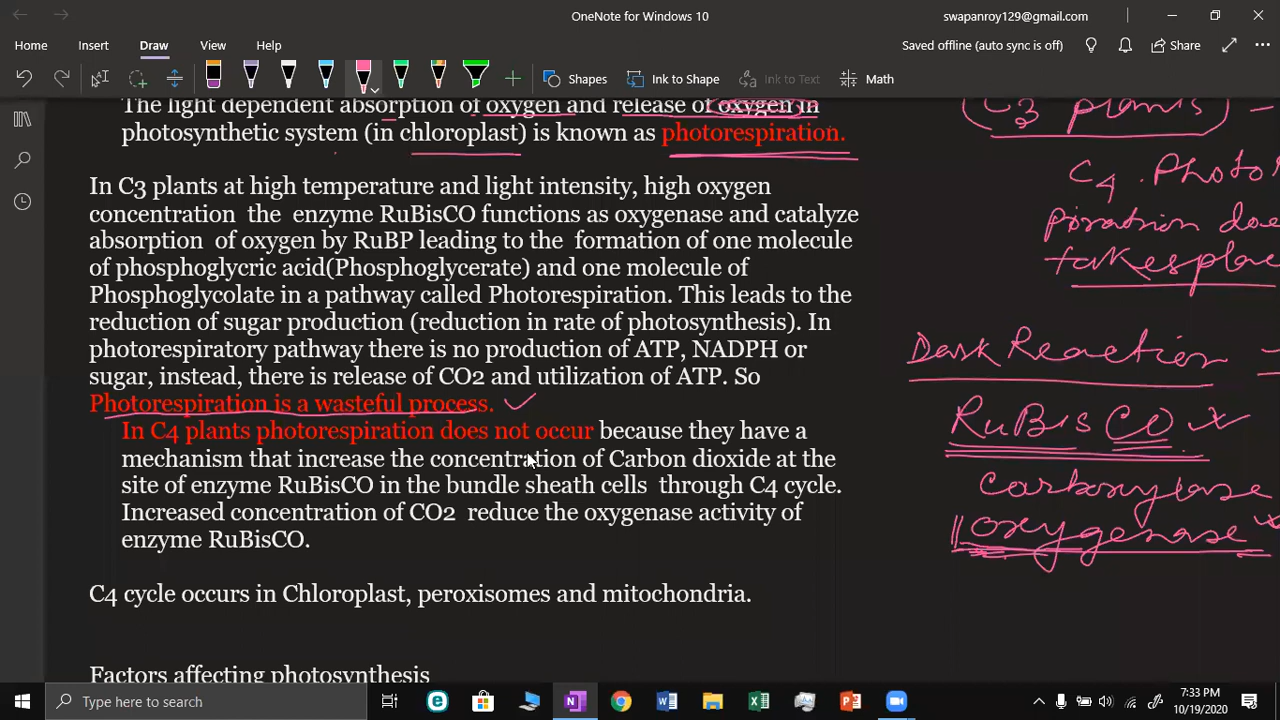 OneNote for Windows 10
swapanroy129@gmail.com
Home Insert Draw View Help
Saved offline (auto sync is off) Share
Shapes Ink to Shape Ink to Text Math
The light dependent absorption of oxygen and release of oxygen in
photosynthetic system (in chloroplast) is known as photorespiration.
In C3 plants at high temperature and light intensity, high oxygen
concentration the enzyme RuBisCO functions as oxygenase and catalyze
absorption of oxygen by RuBP leading to the formation of one molecule
of phosphoglycric acid(Phosphoglycerate) and one molecule of
Phosphoglycolate in a pathway called Photorespiration. This leads to the
reduction of sugar production (reduction in rate of photosynthesis). In
photorespiratory pathway there is no production of ATP, NADPH or
sugar, instead, there is release of CO2 and utilization of ATP. So
Photorespiration is a wasteful process.
In C4 plants photorespiration does not occur because they have a
mechanism that increase the concentration of Carbon dioxide at the
site of enzyme RuBisCO in the bundle sheath cells through C4 cycle.
Increased concentration of CO2 reduce the oxygenase activity of
enzyme RuBisCO.
C4 cycle occurs in Chloroplast, peroxisomes and mitochondria.
Factors affecting photosynthesis
(C3 plants) -
C4 . Photo
piration doe
takesplac
Dark Reaction -
RuBisCO
carboxylase
oxygenase
Type here to search
7:33 PM
10/19/2020